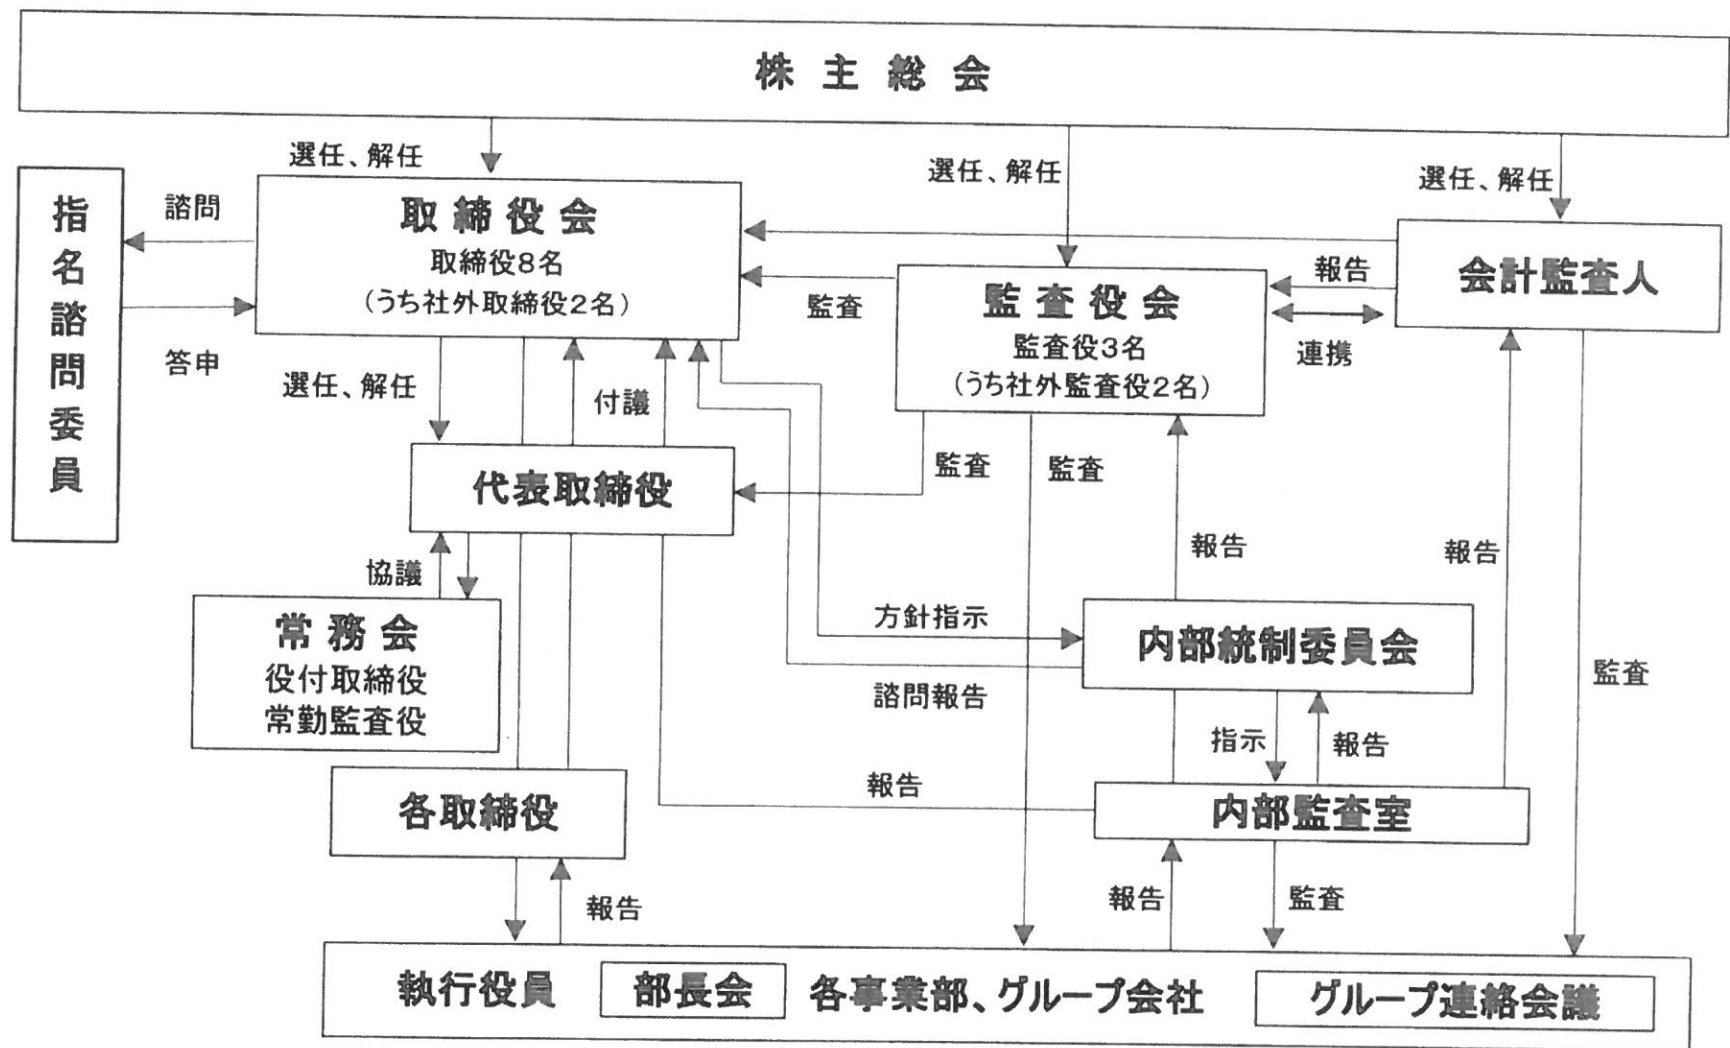 株主総会
選任、解任
選任、解任
選任、解任
指名諮問委員
諮問
答申
取締役会
取締役8名
(うち社外取締役2名)
監査
監査役会
監査役3名
(うち社外監査役2名)
報告
連携
会計監査人
選任、解任
付議
代表取締役
監査
監査
報告
報告
協議
常務会
役付取締役
常勤監査役
方針指示
諮問報告
内部統制委員会
指示
報告
監査
各取締役
報告
内部監査室
報告
報告
監査
執行役員
部長会
各事業部、グループ会社
グループ連絡会議